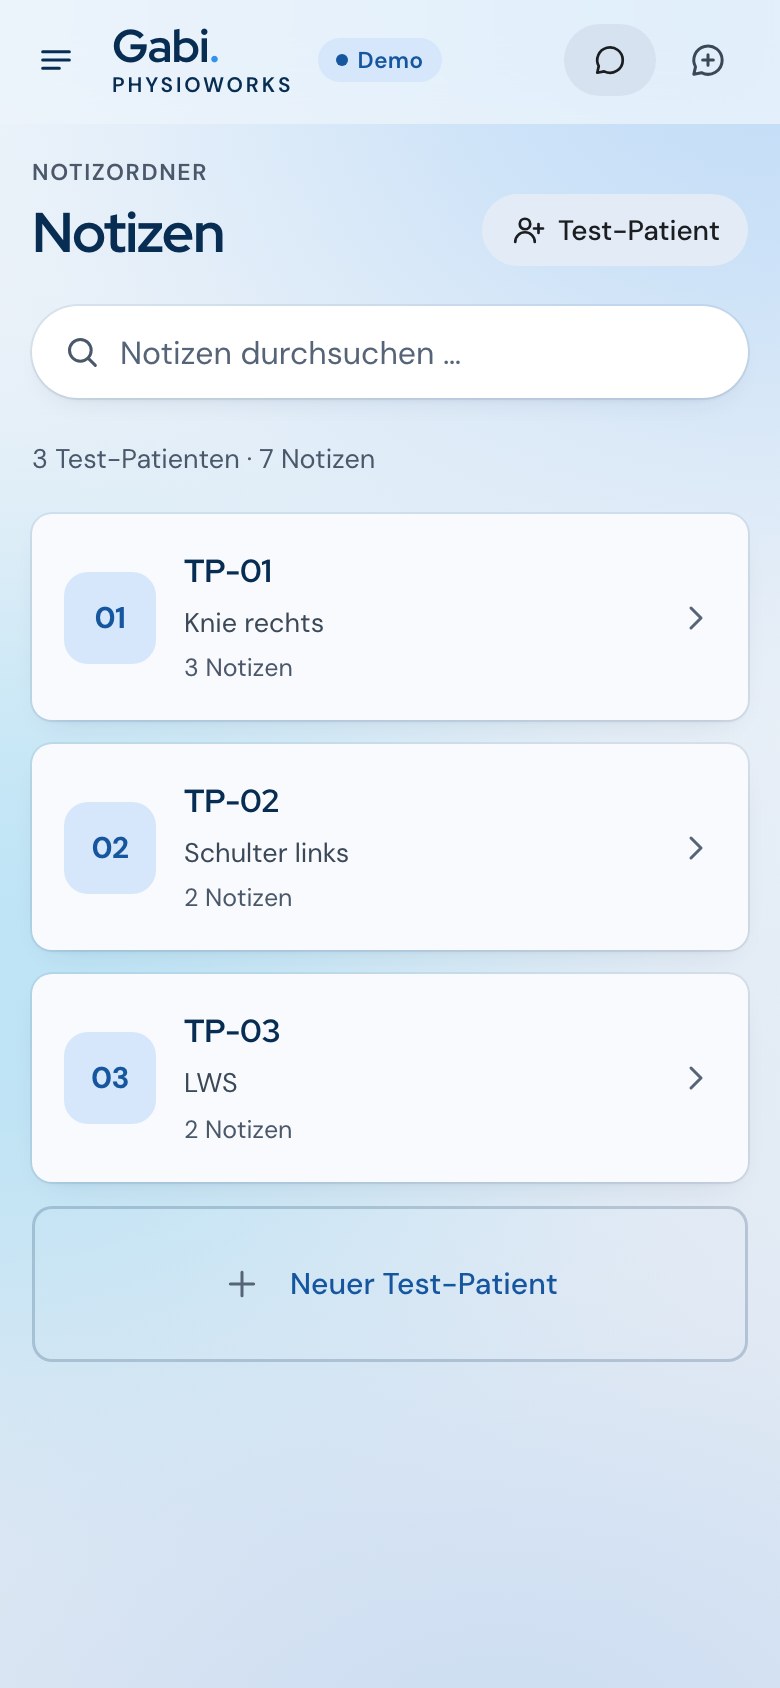 Gabi.
PHYSIOWORKS
Demo
NOTIZORDNER
Notizen
Test-Patient
Notizen durchsuchen ...
3 Test-Patienten · 7 Notizen
01
TP-01
Knie rechts
3 Notizen
02
TP-02
Schulter links
2 Notizen
03
TP-03
LWS
2 Notizen
Neuer Test-Patient